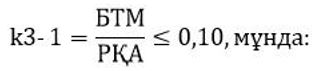 k3- 1 = БТМ / РҚА ≤ 0,10, мұнда: